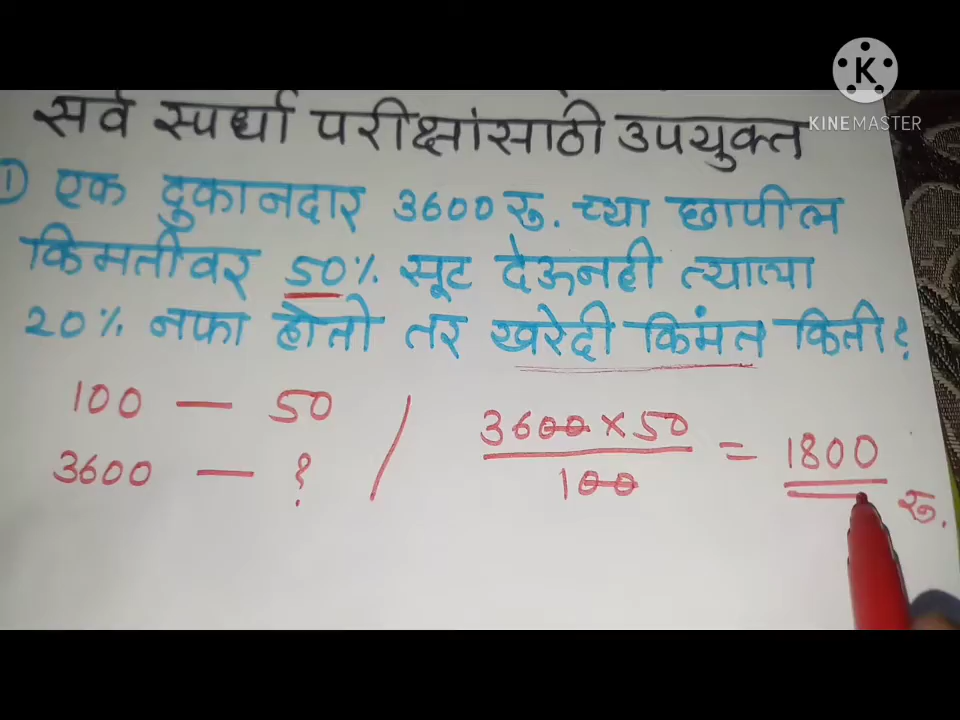 K
KINEMASTER
सर्व स्पर्धा परीक्षांसाठी उपयुक्त
① एक दुकानदार 3600 रु. च्या छापील
किमतीवर 50% सूट देऊनही त्याला
20% नफा होतो तर खरेदी किंमत किती?
100 — 50 / 3600 × 50 = 1800 रु.
3600 — ? 100